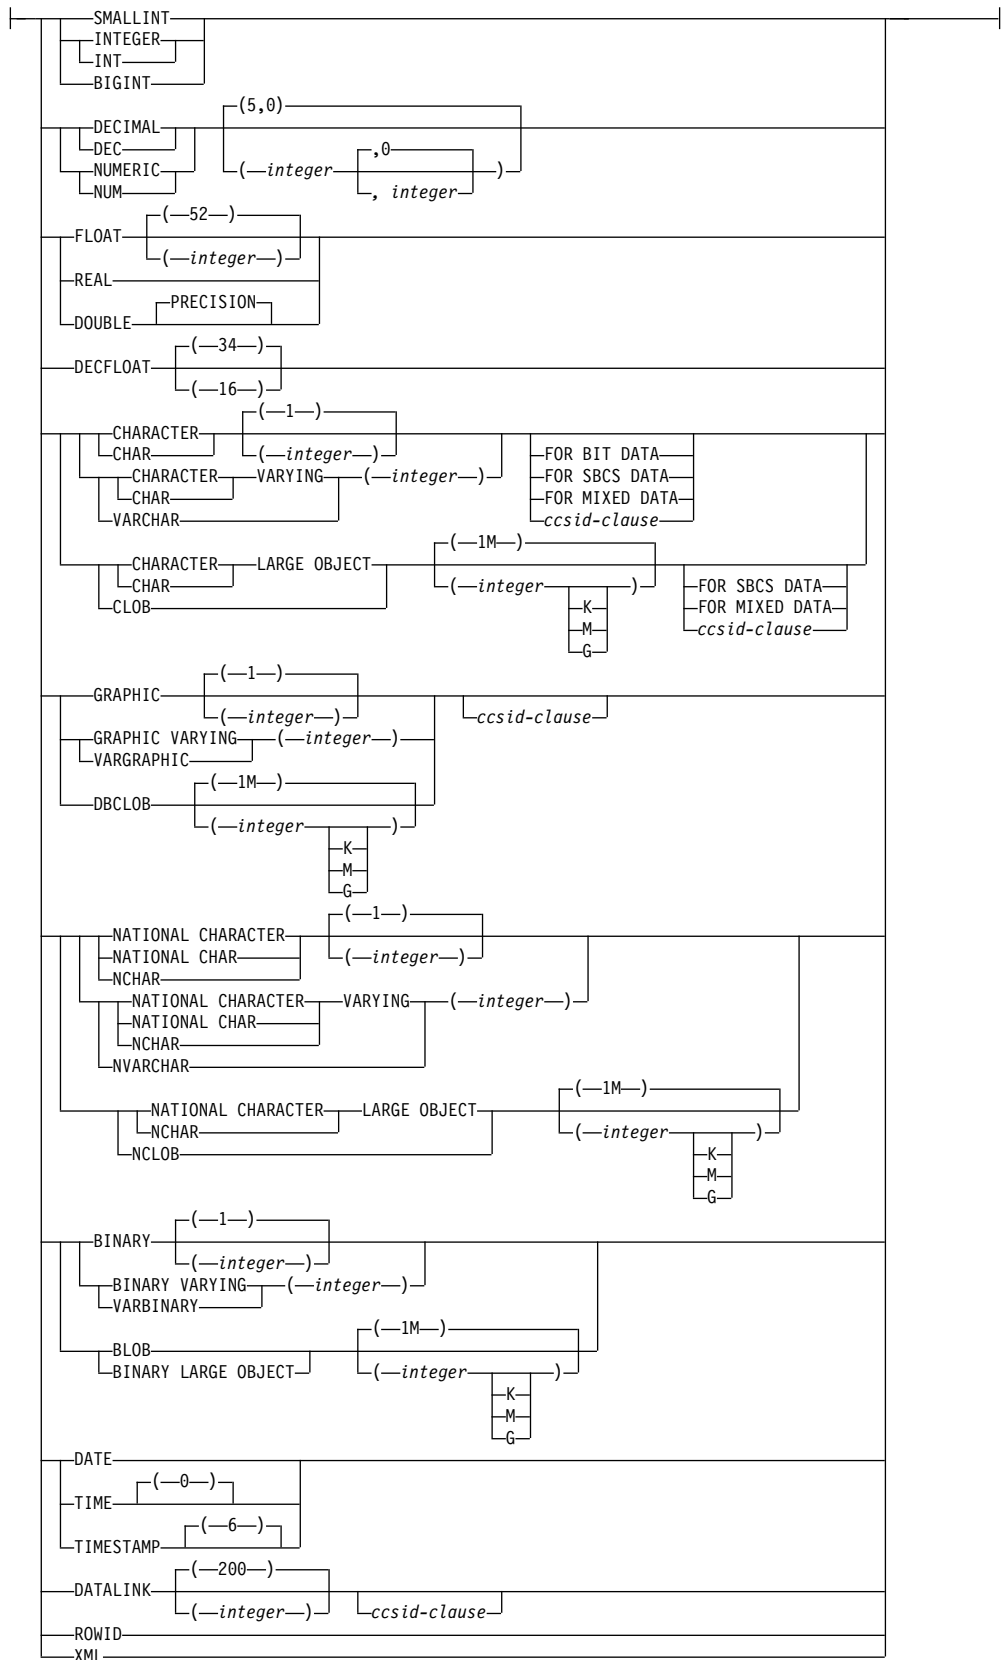 SMALLINT
INTEGER
INT
BIGINT
(5,0)
DECIMAL
DEC
,0
NUMERIC
( integer )
NUM
, integer
( 52 )
FLOAT
( integer )
REAL
PRECISION
DOUBLE
( 34 )
DECFLOAT
( 16 )
( 1 )
CHARACTER
CHAR ( integer ) FOR BIT DATA
CHARACTER VARYING ( integer ) FOR SBCS DATA
CHAR FOR MIXED DATA
VARCHAR ccsid-clause
( 1M )
CHARACTER LARGE OBJECT
CHAR ( integer ) FOR SBCS DATA
CLOB K FOR MIXED DATA
M ccsid-clause
G
( 1 )
GRAPHIC
( integer ) ccsid-clause
GRAPHIC VARYING ( integer )
VARGRAPHIC
( 1M )
DBCLOB
( integer )
K
M
G
( 1 )
NATIONAL CHARACTER
NATIONAL CHAR ( integer )
NCHAR
NATIONAL CHARACTER VARYING ( integer )
NATIONAL CHAR
NCHAR
NVARCHAR
( 1M )
NATIONAL CHARACTER LARGE OBJECT
NCHAR ( integer )
NCLOB K
M
G
( 1 )
BINARY
( integer )
BINARY VARYING ( integer )
VARBINARY
( 1M )
BLOB
BINARY LARGE OBJECT ( integer )
K
M
G
DATE
( 0 )
TIME
( 6 )
TIMESTAMP
( 200 )
DATALINK
( integer ) ccsid-clause
ROWID
XML